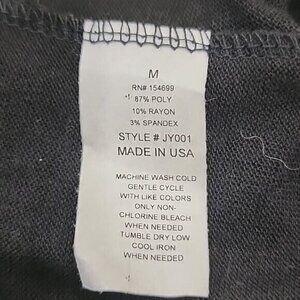 M
RN# 154699
87% POLY
10% RAYON
3% SPANDEX
STYLE # JY001
MADE IN USA
MACHINE WASH COLD
GENTLE CYCLE
WITH LIKE COLORS
ONLY NON-
CHLORINE BLEACH
WHEN NEEDED
TUMBLE DRY LOW
COOL IRON
WHEN NEEDED